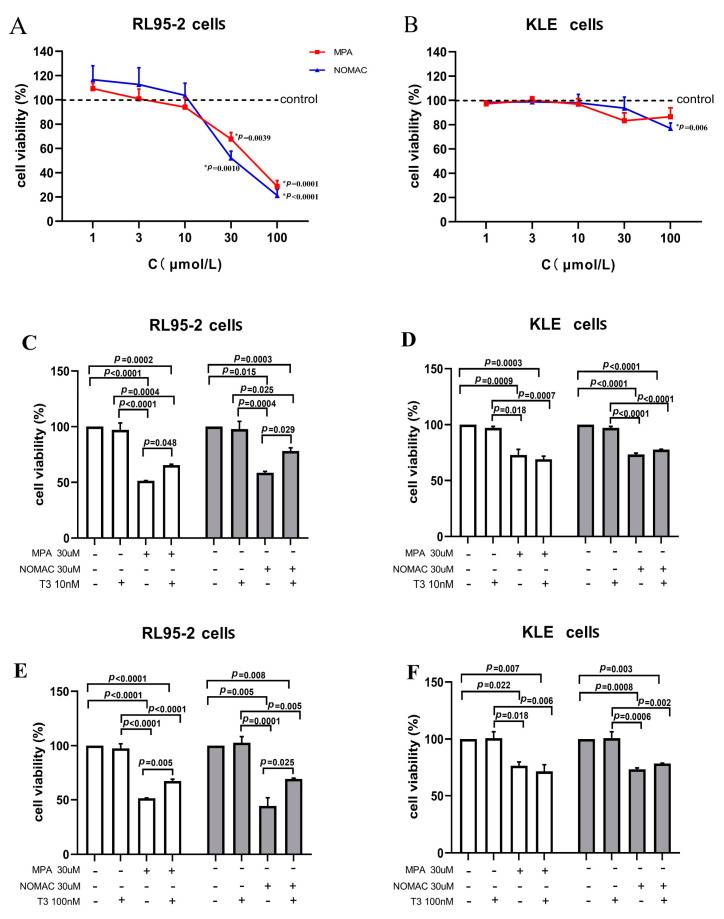 A
RL95-2 cells
MPA
NOMAC
cell viability (%)
140
120
100
80
60
40
20
0
control
*p=0.0039
*p=0.0010
*p=0.0001
*p<0.0001
1 3 10 30 100
C( μmol/L)
B
KLE cells
cell viability (%)
140
120
100
80
60
40
20
0
control
*p=0.006
1 3 10 30 100
C( μmol/L)
C
RL95-2 cells
cell viability (%)
150
100
50
0
p=0.0002
p<0.0001
p=0.0004
p<0.0001
p=0.048
p=0.0003
p=0.015
p=0.025
p=0.0004
p=0.029
MPA 30uM - - + + - - - -
NOMAC 30uM - - - - - - + +
T3 10nM - + - + - + - +
D
KLE cells
cell viability (%)
150
100
50
0
p=0.0003
p=0.0009
p=0.0007
p=0.018
p<0.0001
p<0.0001
p<0.0001
p<0.0001
MPA 30uM - - + + - - - -
NOMAC 30uM - - - - - - + +
T3 10nM - + - + - + - +
E
RL95-2 cells
cell viability (%)
150
100
50
0
p<0.0001
p<0.0001
p<0.0001
p<0.0001
p=0.005
p=0.008
p=0.005
p=0.005
p=0.0001
p=0.025
MPA 30uM - - + + - - - -
NOMAC 30uM - - - - - - + +
T3 100nM - + - + - + - +
F
KLE cells
cell viability (%)
150
100
50
0
p=0.007
p=0.022
p=0.006
p=0.018
p=0.003
p=0.0008
p=0.002
p=0.0006
MPA 30uM - - + + - - - -
NOMAC 30uM - - - - - - + +
T3 100nM - + - + - + - +